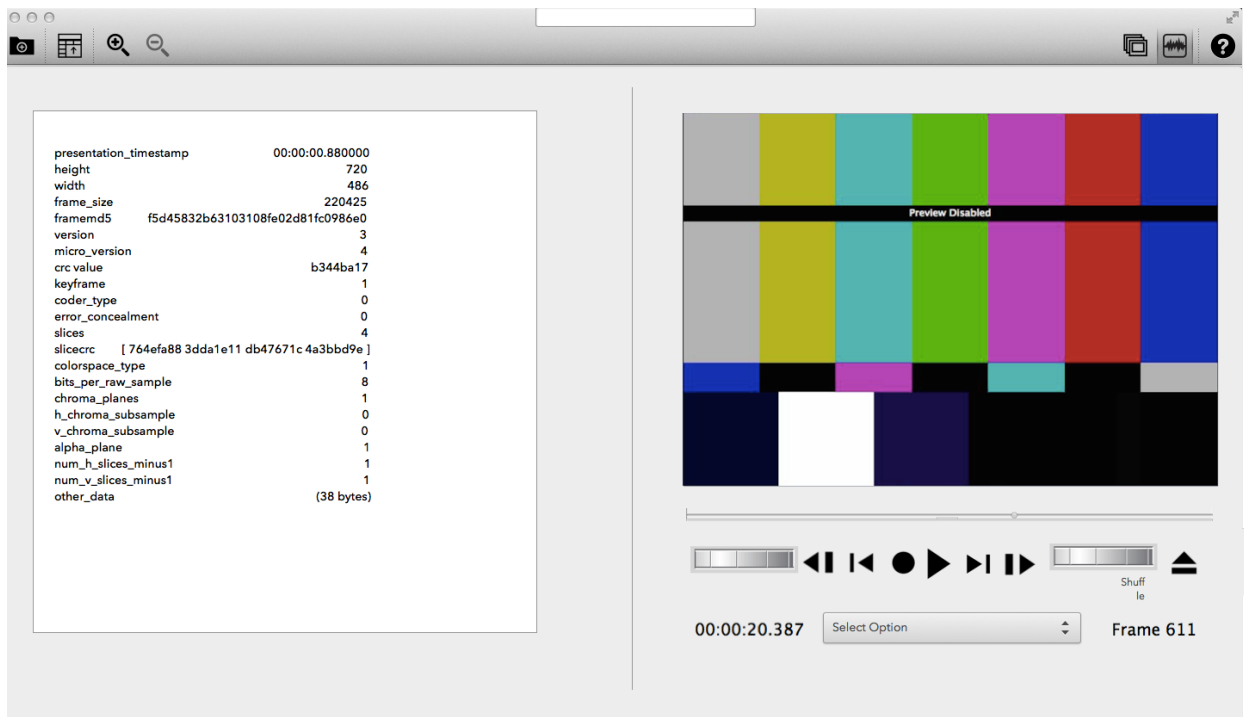 presentation_timestamp 00:00:00.880000
height 720
width 486
frame_size 220425
framemd5 f5d45832b63103108fe02d81fc0986e0
version 3
micro_version 4
crc value b344ba17
keyframe 1
coder_type 0
error_concealment 0
slices 4
slicecrc [ 764efa88 3dda1e11 db47671c 4a3bbd9e ]
colorspace_type 1
bits_per_raw_sample 8
chroma_planes 1
h_chroma_subsample 0
v_chroma_subsample 0
alpha_plane 1
num_h_slices_minus1 1
num_v_slices_minus1 1
other_data (38 bytes)
Preview Disabled
Shuff
le
00:00:20.387 Select Option Frame 611